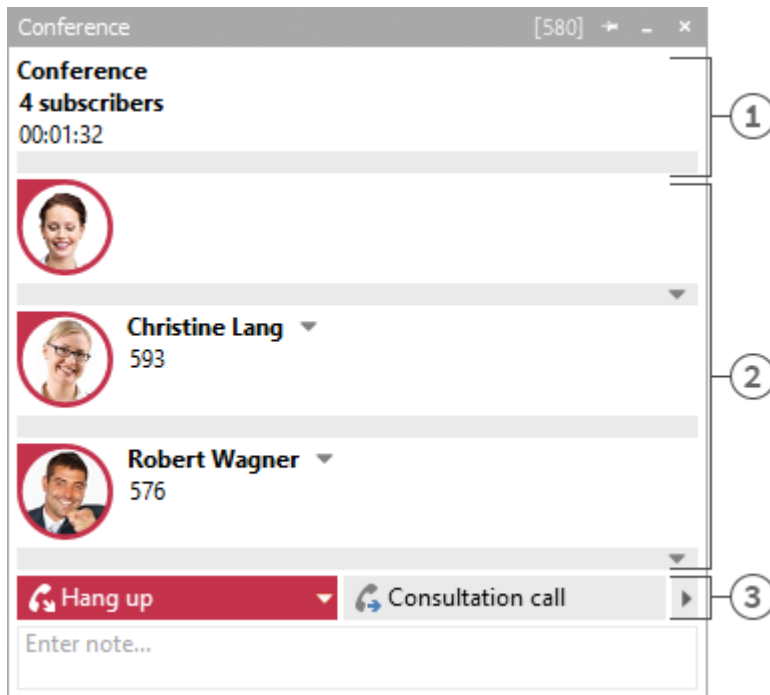 Conference [580]
Conference
4 subscribers
00:01:32
1
Christine Lang
593
2
Robert Wagner
576
Hang up Consultation call
3
Enter note...